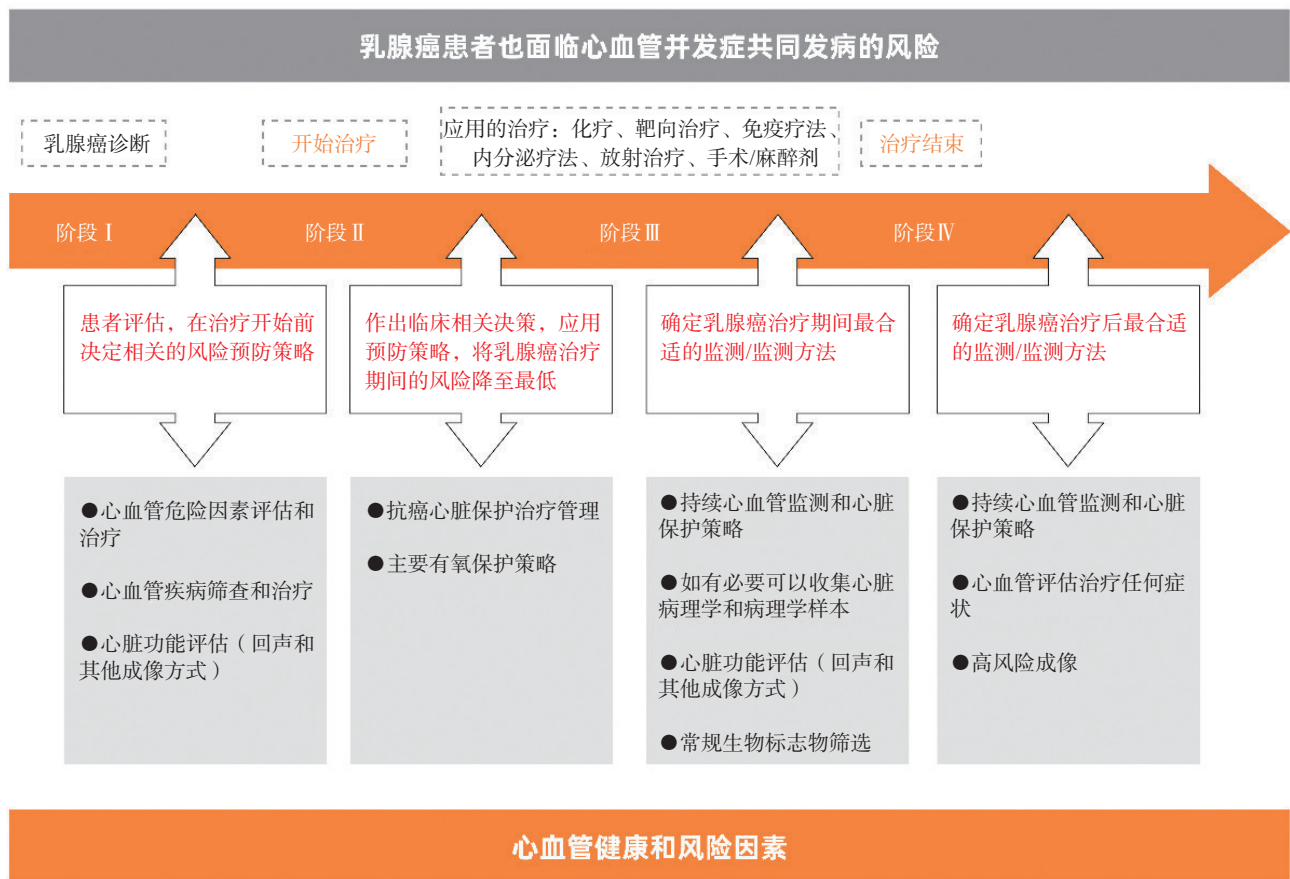 乳腺癌患者也面临心血管并发症共同发病的风险
乳腺癌诊断
开始治疗
应用的治疗：化疗、靶向治疗、免疫疗法、
内分泌疗法、放射治疗、手术/麻醉剂
治疗结束
阶段Ⅰ
阶段Ⅱ
阶段Ⅲ
阶段Ⅳ
患者评估，在治疗开始前
决定相关的风险预防策略
作出临床相关决策，应用
预防策略，将乳腺癌治疗
期间的风险降至最低
确定乳腺癌治疗期间最合
适的监测/监测方法
确定乳腺癌治疗后最合适
的监测/监测方法
●心血管危险因素评估和
治疗
●心血管疾病筛查和治疗
●心脏功能评估（回声和
其他成像方式）
●抗癌心脏保护治疗管理
●主要有氧保护策略
●持续心血管监测和心脏
保护策略
●如有必要可以收集心脏
病理学和病理学样本
●心脏功能评估（回声和
其他成像方式）
●常规生物标志物筛选
●持续心血管监测和心脏
保护策略
●心血管评估治疗任何症
状
●高风险成像
心血管健康和风险因素